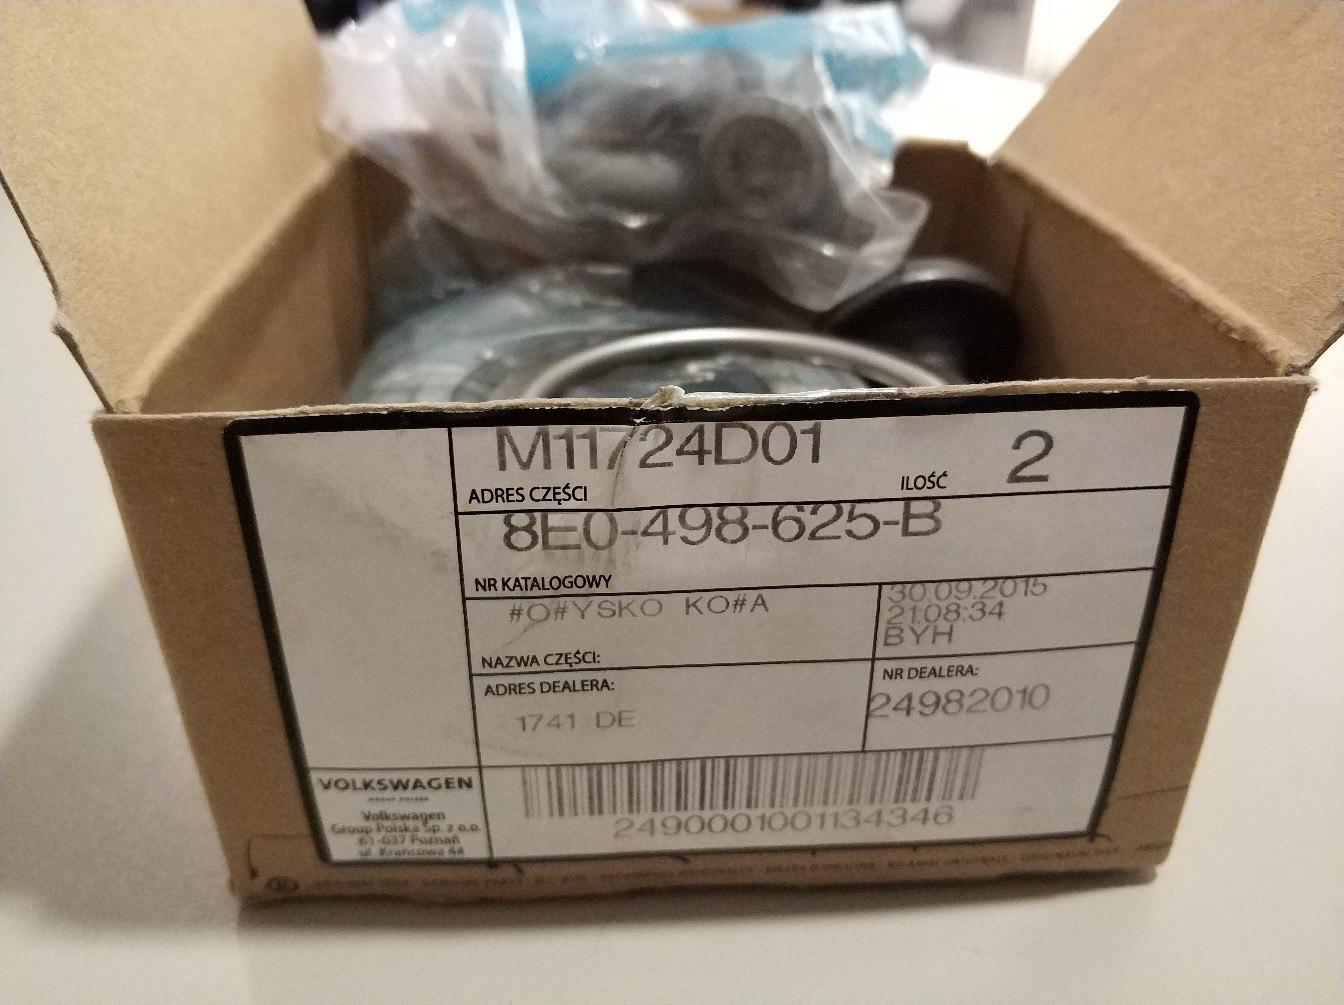 M11724D01
ADRES CZĘŚCI
ILOŚĆ 2
8E0-498-625-B
NR KATALOGOWY
#O#YSKO KO#A
NAZWA CZĘŚCI:
30.09.2015
21:08:34
BYH
ADRES DEALERA:
1741 DE
NR DEALERA:
24982010
VOLKSWAGEN
GROUP POLSKA
Volkswagen
Group Polska Sp. z o.o.
61-037 Poznań
ul. Krańcowa 44
2490001001134346